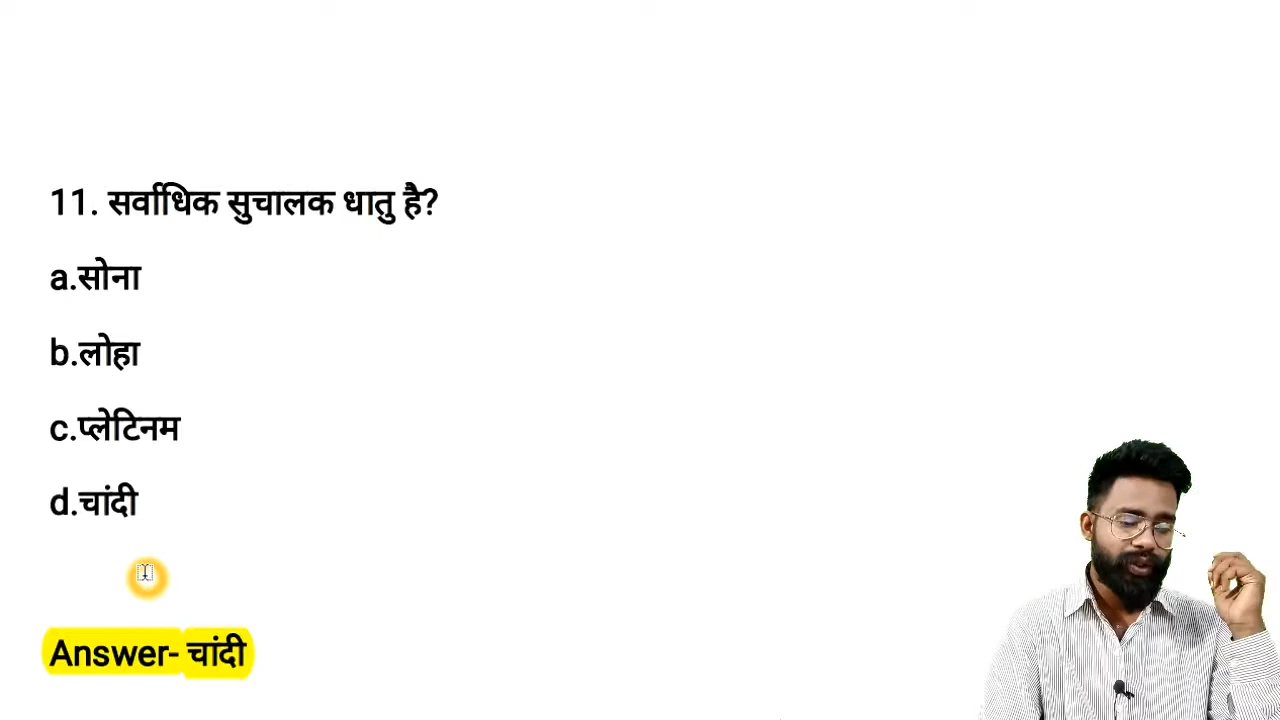 11. सर्वाधिक सुचालक धातु है?
a.सोना
b.लोहा
c.प्लेटिनम
d.चांदी
Answer- चांदी